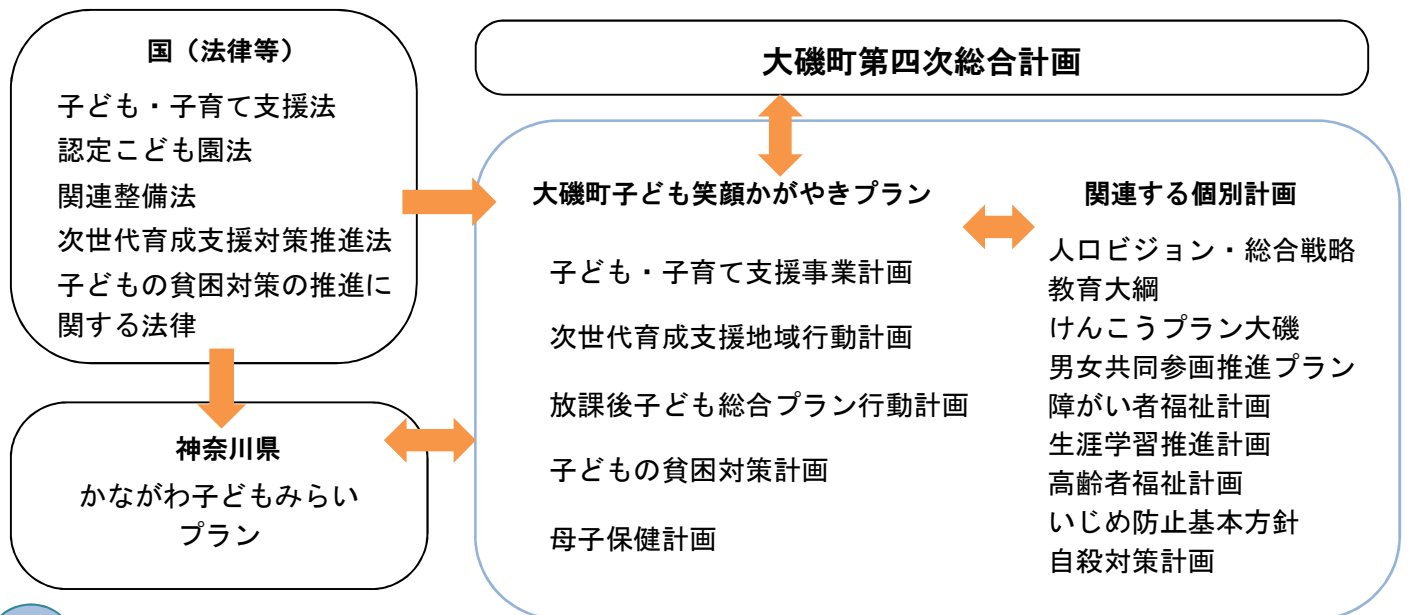 国（法律等）
子ども・子育て支援法
認定こども園法
関連整備法
次世代育成支援対策推進法
子どもの貧困対策の推進に
関する法律
神奈川県
かながわ子どもみらい
プラン
大磯町第四次総合計画
大磯町子ども笑顔かがやきプラン
子ども・子育て支援事業計画
次世代育成支援地域行動計画
放課後子ども総合プラン行動計画
子どもの貧困対策計画
母子保健計画
関連する個別計画
人口ビジョン・総合戦略
教育大綱
けんこうプラン大磯
男女共同参画推進プラン
障がい者福祉計画
生涯学習推進計画
高齢者福祉計画
いじめ防止基本方針
自殺対策計画